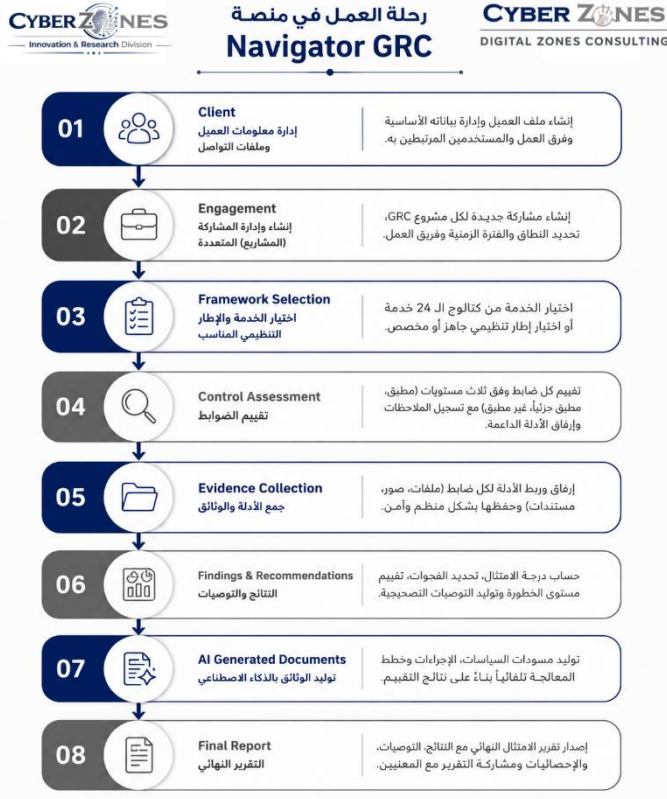 CYBER ZONES
Innovation & Research Division
رحلة العمل في منصة
Navigator GRC
CYBER ZONES
DIGITAL ZONES CONSULTING
01
Client
إدارة معلومات العميل
وملفات التواصل
إنشاء ملف العميل وإدارة بياناته الأساسية
وفرق العمل والمستخدمين المرتبطين به.
02
Engagement
إنشاء وإدارة المشاركة
(المشاريع) المتعددة
إنشاء مشاركة جديدة لكل مشروع GRC،
تحديد النطاق والفترة الزمنية وفريق العمل.
03
Framework Selection
اختيار الخدمة والإطار
التنظيمي المناسب
اختيار الخدمة من كتالوج الـ 24 خدمة
أو اختيار إطار تنظيمي جاهز أو مخصص.
04
Control Assessment
تقييم الضوابط
تقييم كل ضابط وفق ثلاث مستويات (مطبق،
مطبق جزئياً، غير مطبق) مع تسجيل الملاحظات
وإرفاق الأدلة الداعمة.
05
Evidence Collection
جمع الأدلة والوثائق
إرفاق وربط الأدلة لكل ضابط (ملفات، صور،
مستندات) وحفظها بشكل منظم وآمن.
06
Findings & Recommendations
النتائج والتوصيات
حساب درجة الامتثال، تحديد الفجوات، تقييم
مستوى الخطورة وتوليد التوصيات التصحيحية.
07
AI Generated Documents
توليد الوثائق بالذكاء الاصطناعي
توليد مسودات السياسات، الإجراءات وخطط
المعالجة تلقائياً بناءً على نتائج التقييم.
08
Final Report
التقرير النهائي
إصدار تقرير الامتثال النهائي مع النتائج، التوصيات،
والإحصائيات ومشاركة التقرير مع المعنيين.